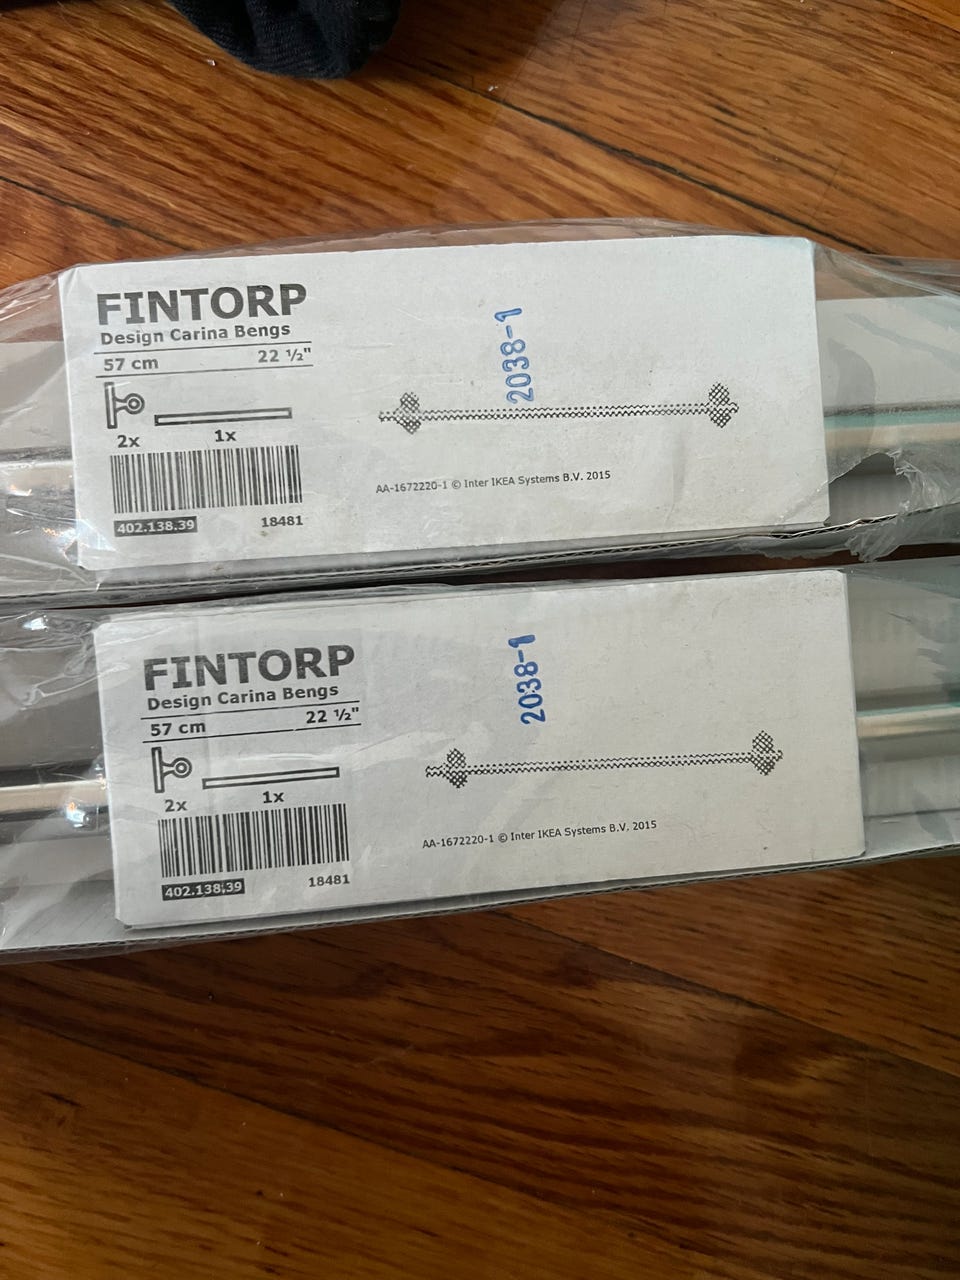 FINTORP
Design Carina Bengs
57 cm 22 ½"
2x 1x
402.138.39 18481
2038-1
AA-1672220-1 © Inter IKEA Systems B.V. 2015
FINTORP
Design Carina Bengs
57 cm 22 ½"
2x 1x
402.138.39 18481
2038-1
AA-1672220-1 © Inter IKEA Systems B.V. 2015